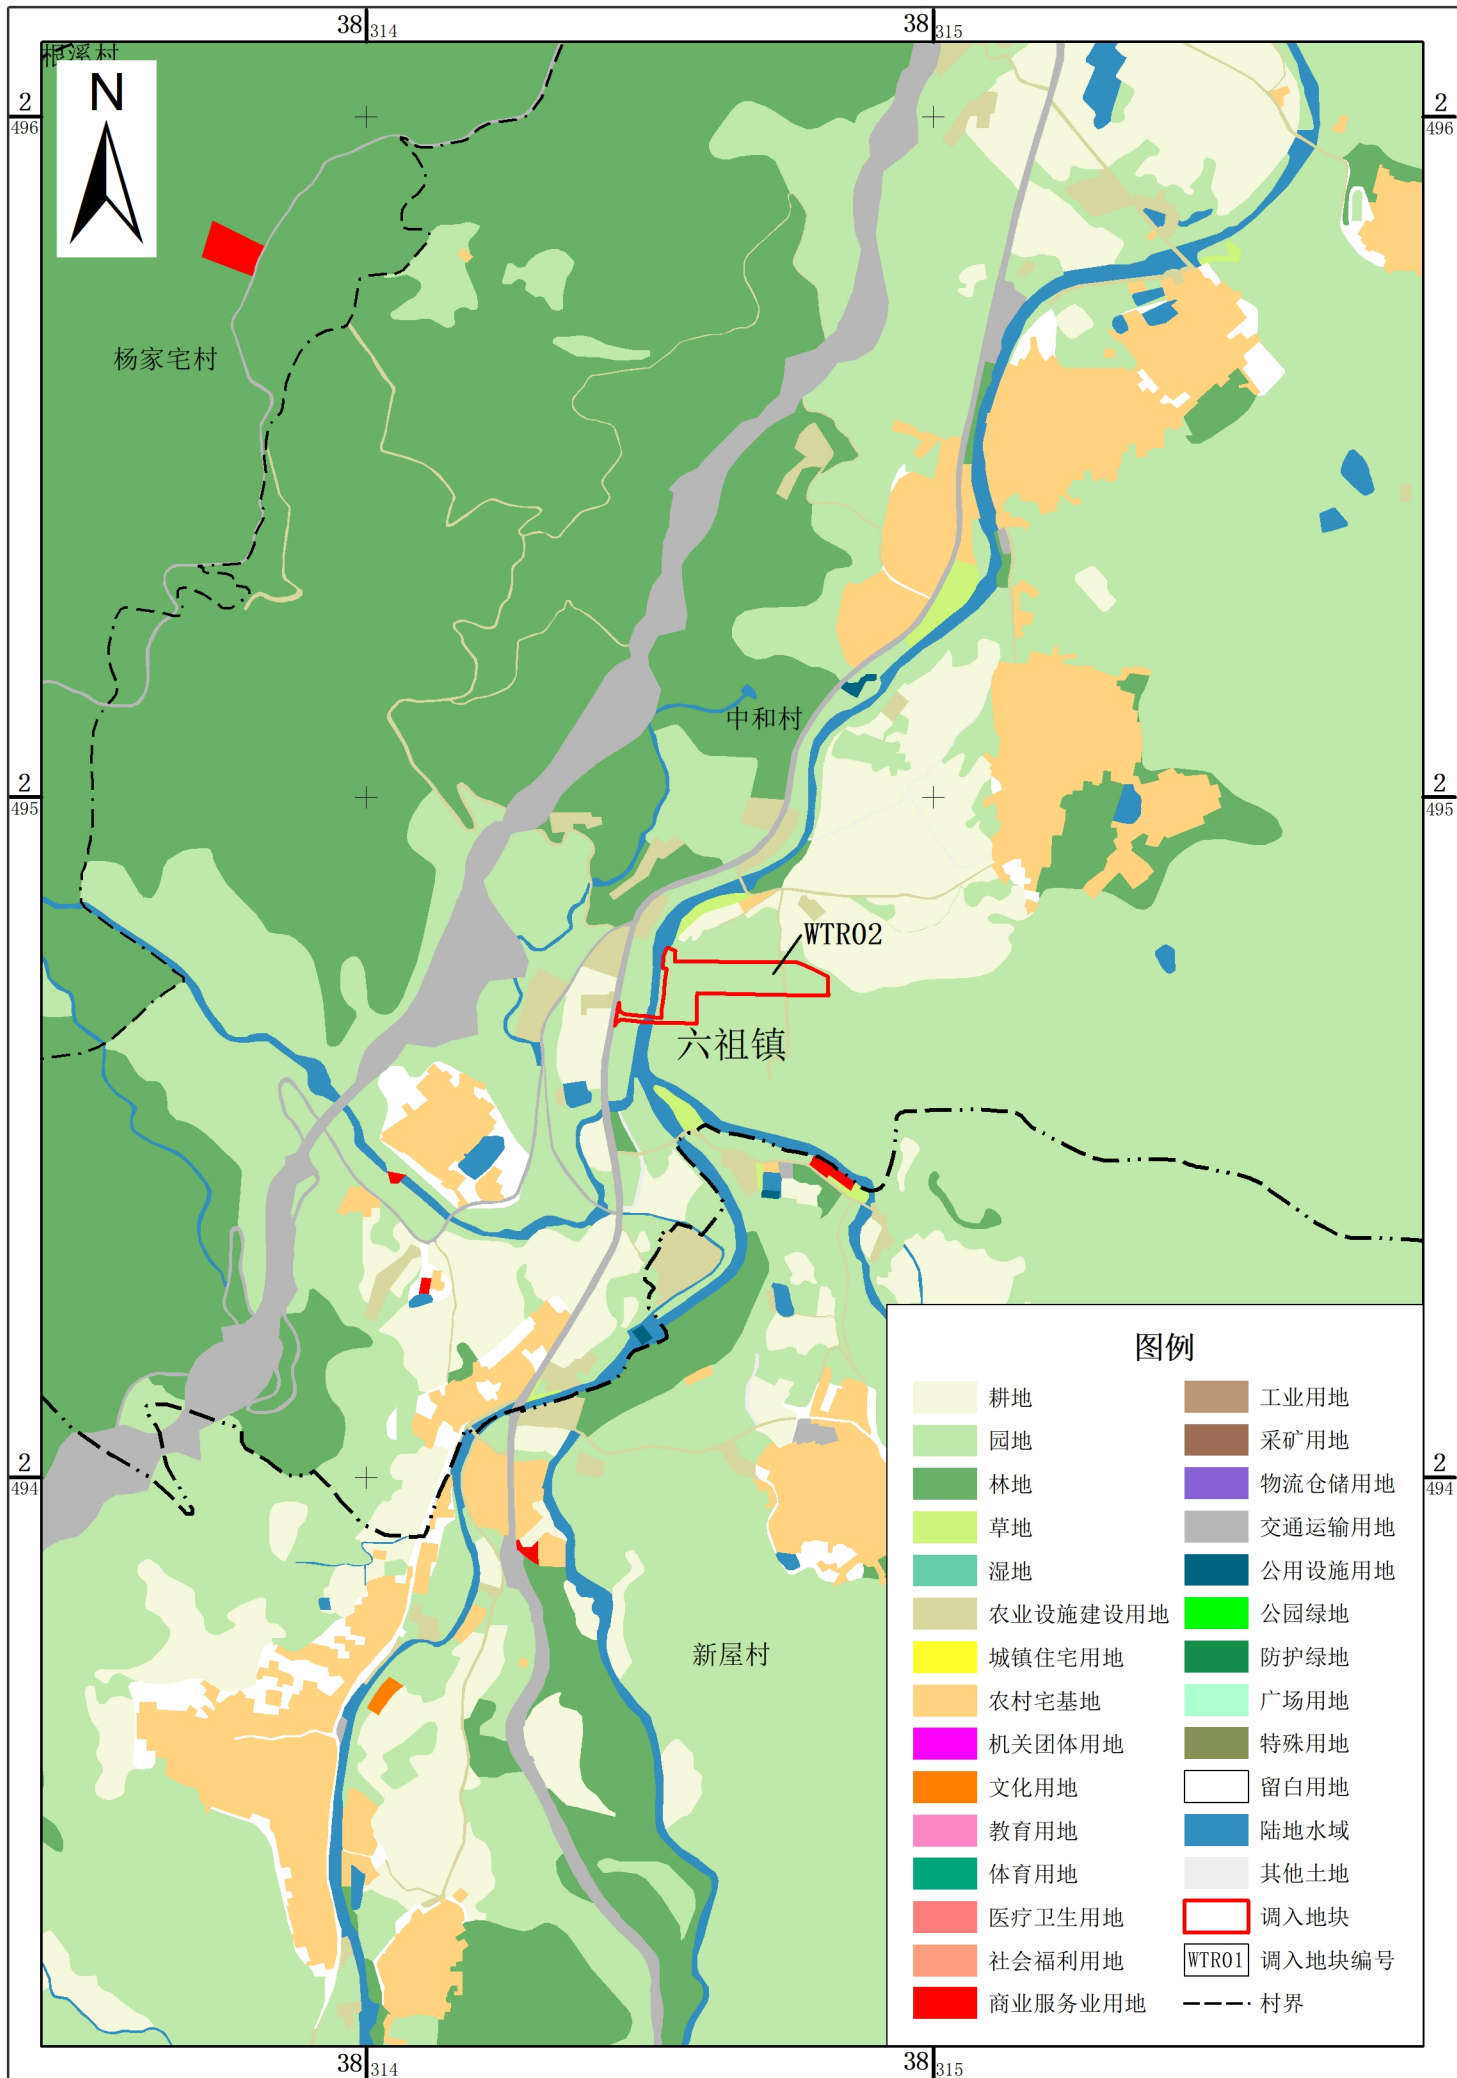 38 314
38 315
根溪村
N
2 496
2 496
杨家宅村
中和村
2 495
2 495
WTR02
六祖镇
图例
耕地
工业用地
园地
采矿用地
林地
物流仓储用地
草地
交通运输用地
湿地
公用设施用地
农业设施建设用地
公园绿地
城镇住宅用地
防护绿地
农村宅基地
广场用地
机关团体用地
特殊用地
文化用地
留白用地
教育用地
陆地水域
体育用地
其他土地
医疗卫生用地
调入地块
社会福利用地
WTR01 调入地块编号
商业服务业用地
村界
2 494
2 494
新屋村
38 314
38 315